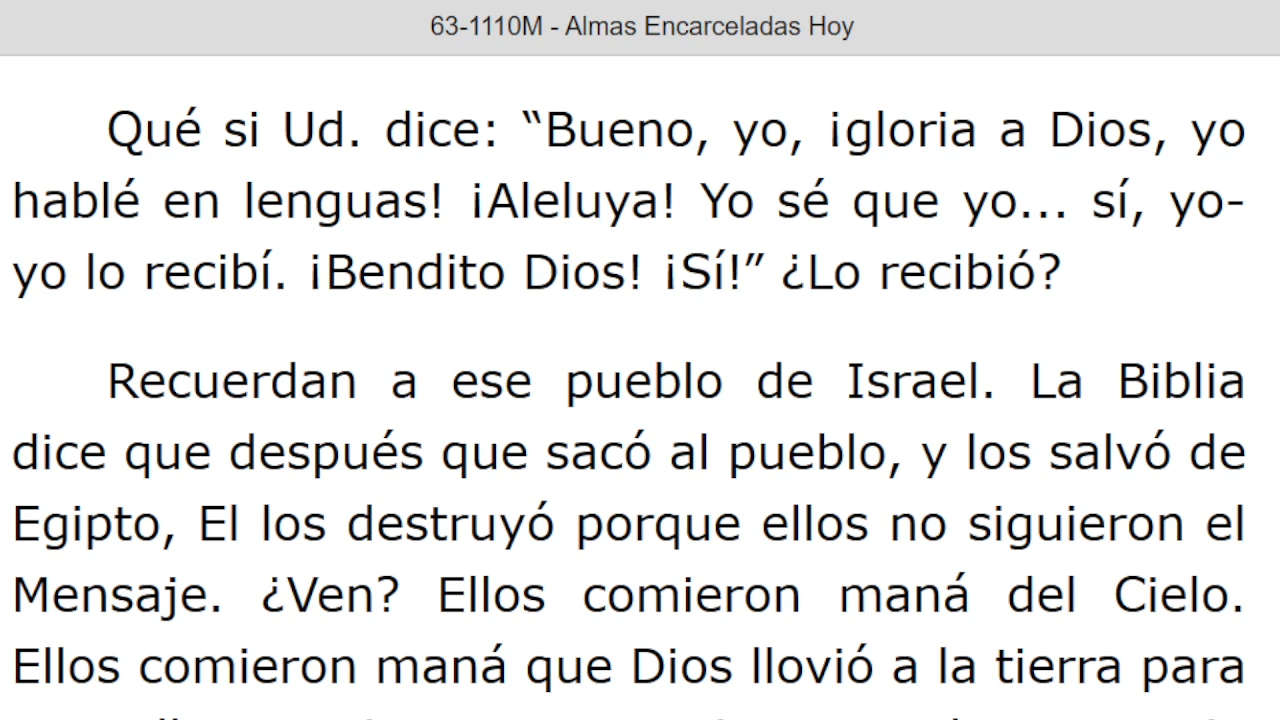 63-1110M - Almas Encarceladas Hoy
Qué si Ud. dice: “Bueno, yo, ¡gloria a Dios, yo
hablé en lenguas! ¡Aleluya! Yo sé que yo... sí, yo-
yo lo recibí. ¡Bendito Dios! ¡Sí!” ¿Lo recibió?
Recuerdan a ese pueblo de Israel. La Biblia
dice que después que sacó al pueblo, y los salvó de
Egipto, El los destruyó porque ellos no siguieron el
Mensaje. ¿Ven? Ellos comieron maná del Cielo.
Ellos comieron maná que Dios llovió a la tierra para